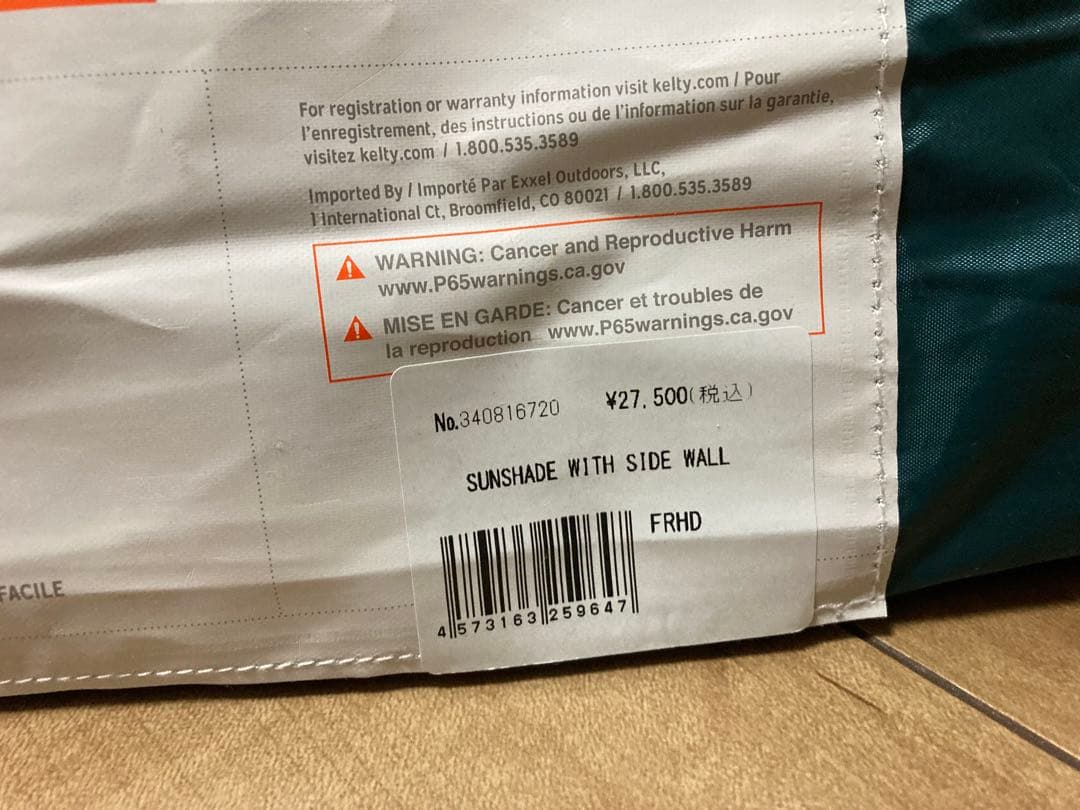 For registration or warranty information visit kelty.com / Pour
l'enregistrement, des instructions ou de l'information sur la garantie,
visitez kelty.com / 1.800.535.3589
Imported By / Importé Par Exxel Outdoors, LLC,
1 International Ct, Broomfield, CO 80021 / 1.800.535.3589
WARNING: Cancer and Reproductive Harm
www.P65warnings.ca.gov
MISE EN GARDE: Cancer et troubles de
la reproduction www.P65warnings.ca.gov
No.340816720 ¥27,500(税込)
SUNSHADE WITH SIDE WALL
FRHD
4573163259647
FACILE